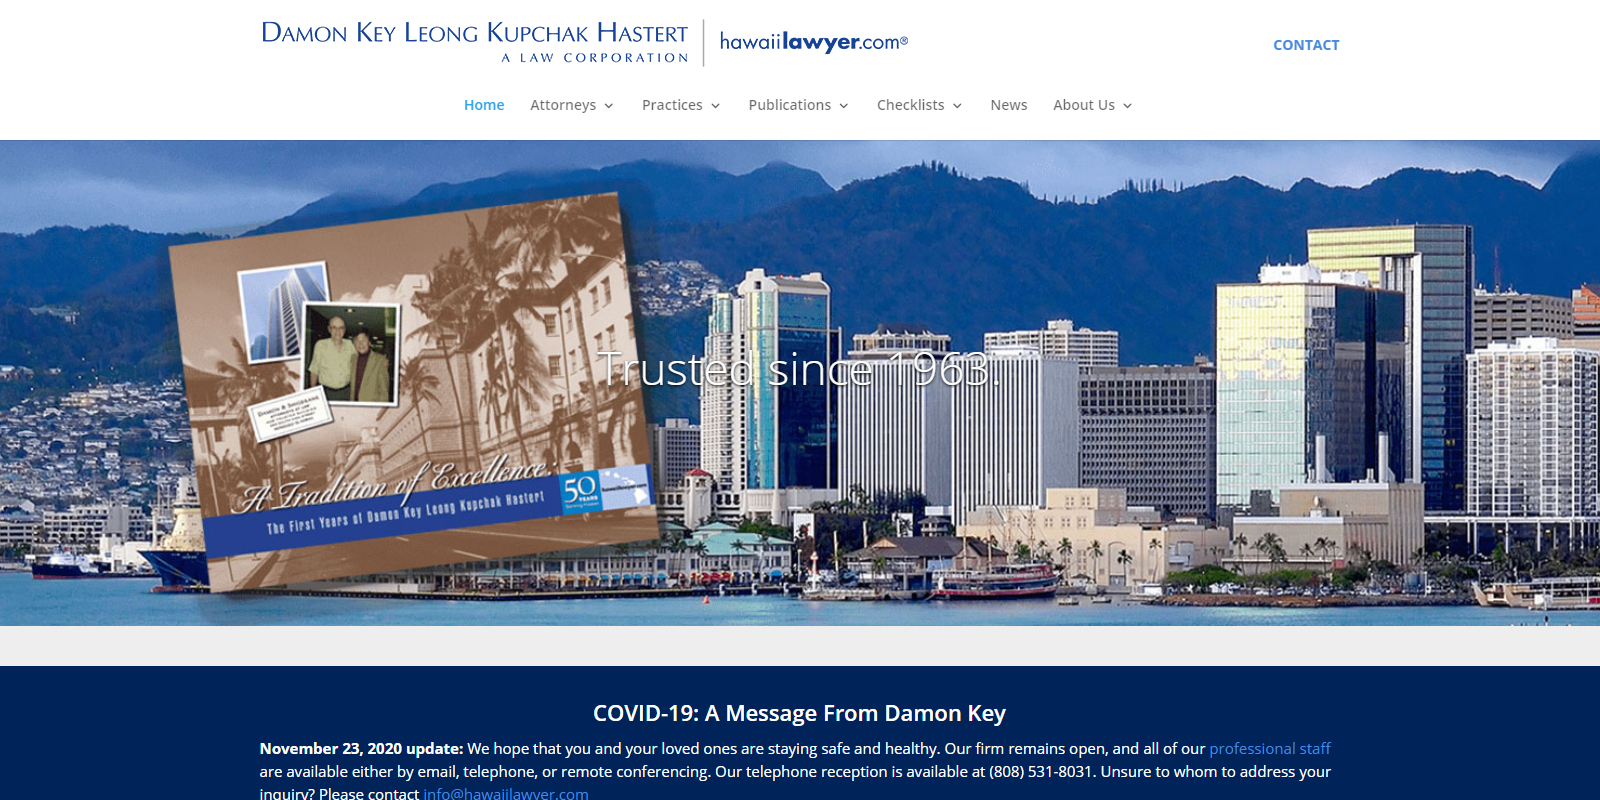 DAMON KEY LEONG KUPCHAK HASTERT
A LAW CORPORATION
hawaiilawyer.com®
CONTACT
Home Attorneys Practices Publications Checklists News About Us
Trusted since 1963.
DAMON & SHIGEKANE
A Tradition of Excellence:
The First Years of Damon Key Leong Kupchak Hastert
50
YEARS
hawaiilawyer.com
COVID-19: A Message From Damon Key
November 23, 2020 update: We hope that you and your loved ones are staying safe and healthy. Our firm remains open, and all of our professional staff
are available either by email, telephone, or remote conferencing. Our telephone reception is available at (808) 531-8031. Unsure to whom to address your
inquiry? Please contact info@hawaiilawyer.com